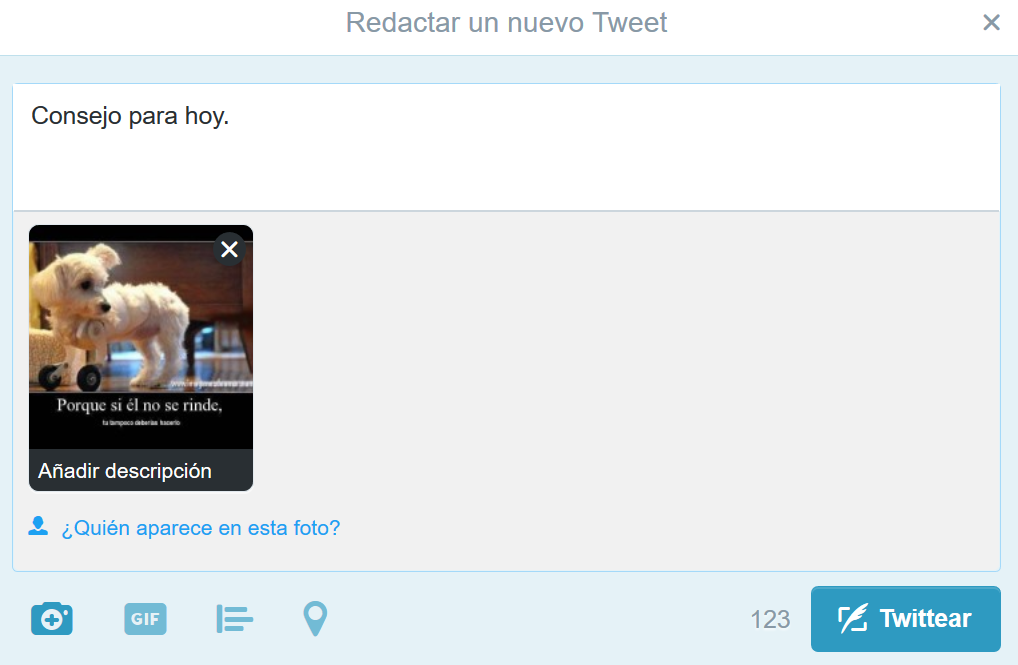 Redactar un nuevo Tweet
Consejo para hoy.
Porque si él no se rinde,
tu tampoco deberías hacerlo
Añadir descripción
¿Quién aparece en esta foto?
GIF
123
Twittear